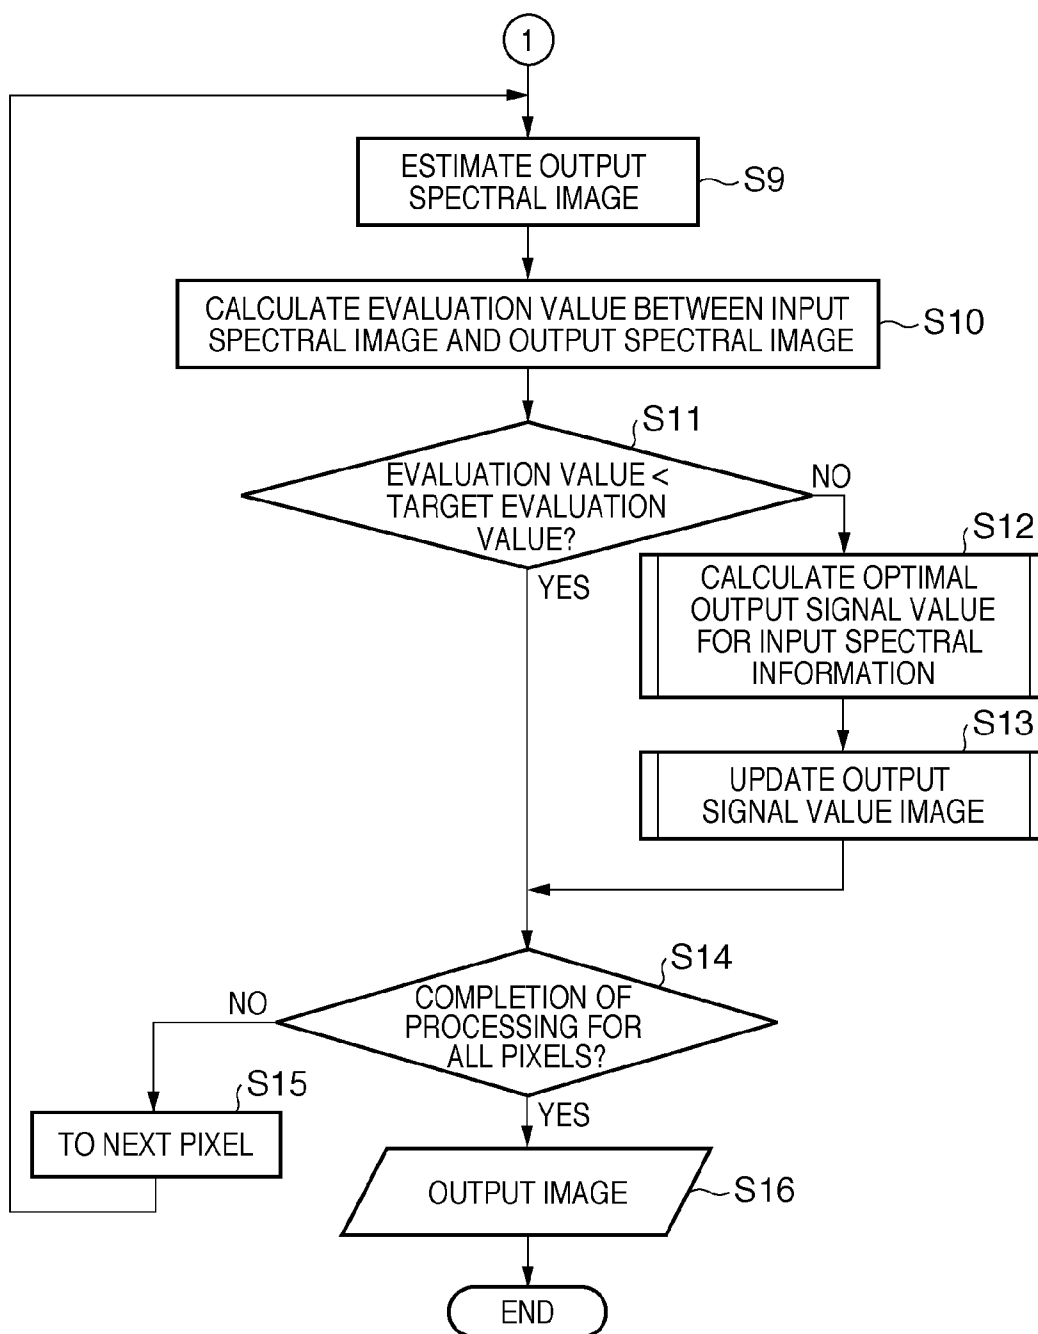 1
ESTIMATE OUTPUT
SPECTRAL IMAGE
S9
CALCULATE EVALUATION VALUE BETWEEN INPUT
SPECTRAL IMAGE AND OUTPUT SPECTRAL IMAGE
S10
S11
EVALUATION VALUE <
TARGET EVALUATION
VALUE?
NO
YES
S12
CALCULATE OPTIMAL
OUTPUT SIGNAL VALUE
FOR INPUT SPECTRAL
INFORMATION
S13
UPDATE OUTPUT
SIGNAL VALUE IMAGE
S14
COMPLETION OF
PROCESSING FOR
ALL PIXELS?
NO
YES
S15
TO NEXT PIXEL
OUTPUT IMAGE
S16
END